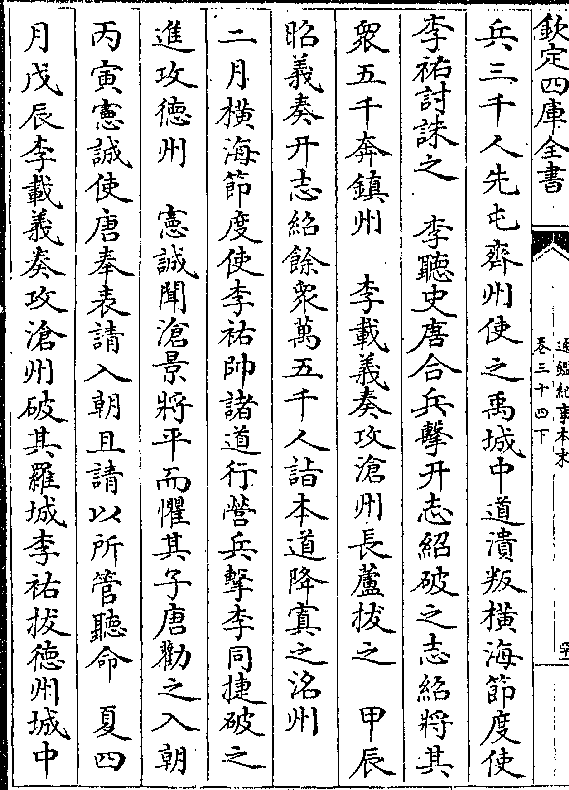 欽定四庫全書
通鑑紀事本末
卷三十四下
兵三千人先屯齊州使之禹城中道潰叛橫海節度使
李祐討誅之　李聽史唐合兵擊亓志紹破之志紹將其
衆五千奔鎮州　李載義奏攻滄州長蘆拔之　甲辰
昭義奏亓志紹餘衆萬五千人詣本道降寘之洺州
二月橫海節度使李祐帥諸道行營兵擊李同捷破之
進攻德州　憲誠聞滄景將平而懼其子唐勸之入朝
丙寅憲誠使唐奉表請入朝且請以所管聽命　夏四
月戊辰李載義奏攻滄州破其羅城李祐拔德州城中